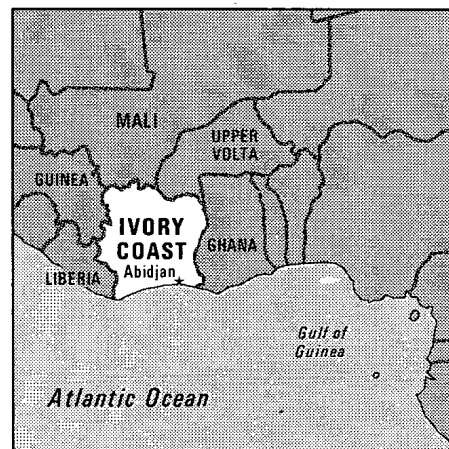 MALI
UPPER
VOLTA
GUINEA
IVORY
COAST
GHANA
Abidjan
LIBERIA
Gulf of
Guinea
Atlantic Ocean